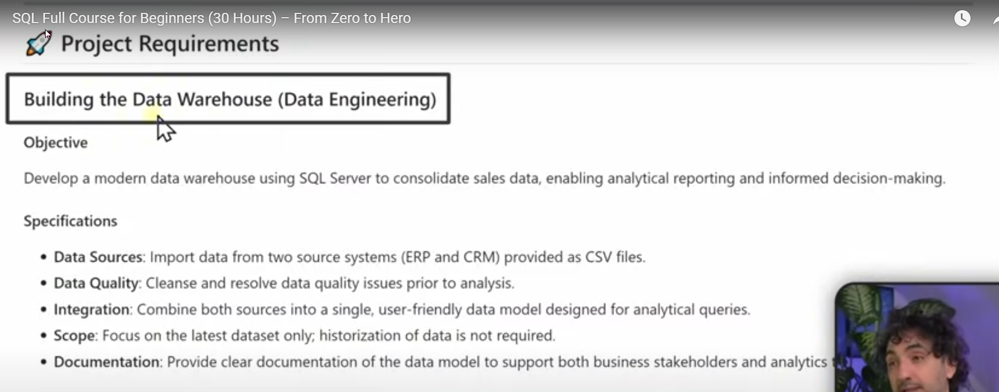 SQL Full Course for Beginners (30 Hours) – From Zero to Hero
Project Requirements
Building the Data Warehouse (Data Engineering)
Objective
Develop a modern data warehouse using SQL Server to consolidate sales data, enabling analytical reporting and informed decision-making.
Specifications
• Data Sources: Import data from two source systems (ERP and CRM) provided as CSV files.
• Data Quality: Cleanse and resolve data quality issues prior to analysis.
• Integration: Combine both sources into a single, user-friendly data model designed for analytical queries.
• Scope: Focus on the latest dataset only; historization of data is not required.
• Documentation: Provide clear documentation of the data model to support both business stakeholders and analytics